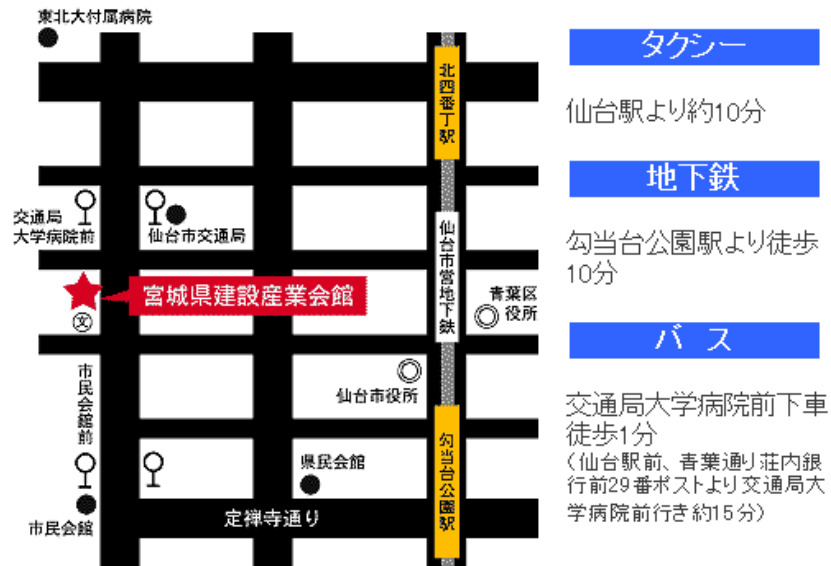 東北大付属病院
北四番丁駅
交通局
大学病院前
仙台市交通局
仙台市営地下鉄
宮城県建設産業会館
文
青葉区
役所
市民会館前
仙台市役所
県民会館
勾当台公園駅
市民会館
定禅寺通り
タクシー
仙台駅より約10分
地下鉄
勾当台公園駅より徒歩
10分
バス
交通局大学病院前下車
徒歩1分
(仙台駅前、青葉通り荘内銀
行前29番ポストより交通局大
学病院前行き約15分)